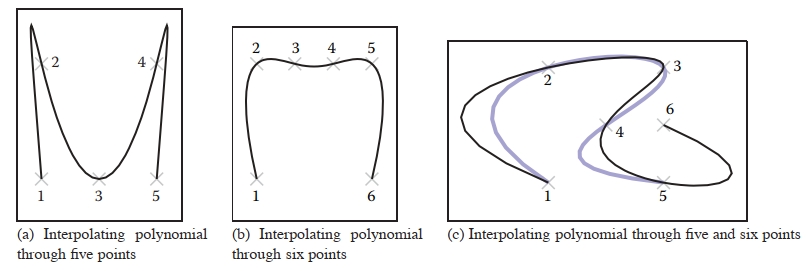 2 4
1 3 5
(a) Interpolating polynomial
through five points
2 3 4 5
1 6
(b) Interpolating polynomial
through six points
3
2
6
4
1 5
(c) Interpolating polynomial through five and six points